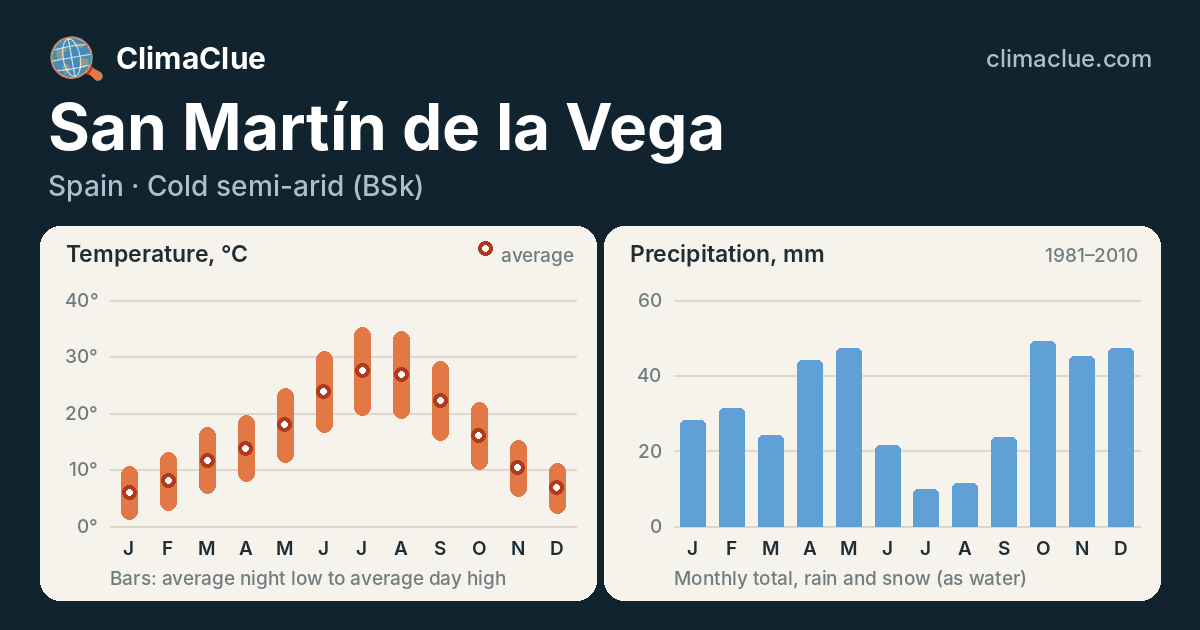 ClimaClue
climaclue.com
San Martín de la Vega
Spain · Cold semi-arid (BSk)
Temperature, °C
average
40°
30°
20°
10°
0°
J F M A M J J A S O N D
Bars: average night low to average day high
Precipitation, mm
1981–2010
60
40
20
0
J F M A M J J A S O N D
Monthly total, rain and snow (as water)